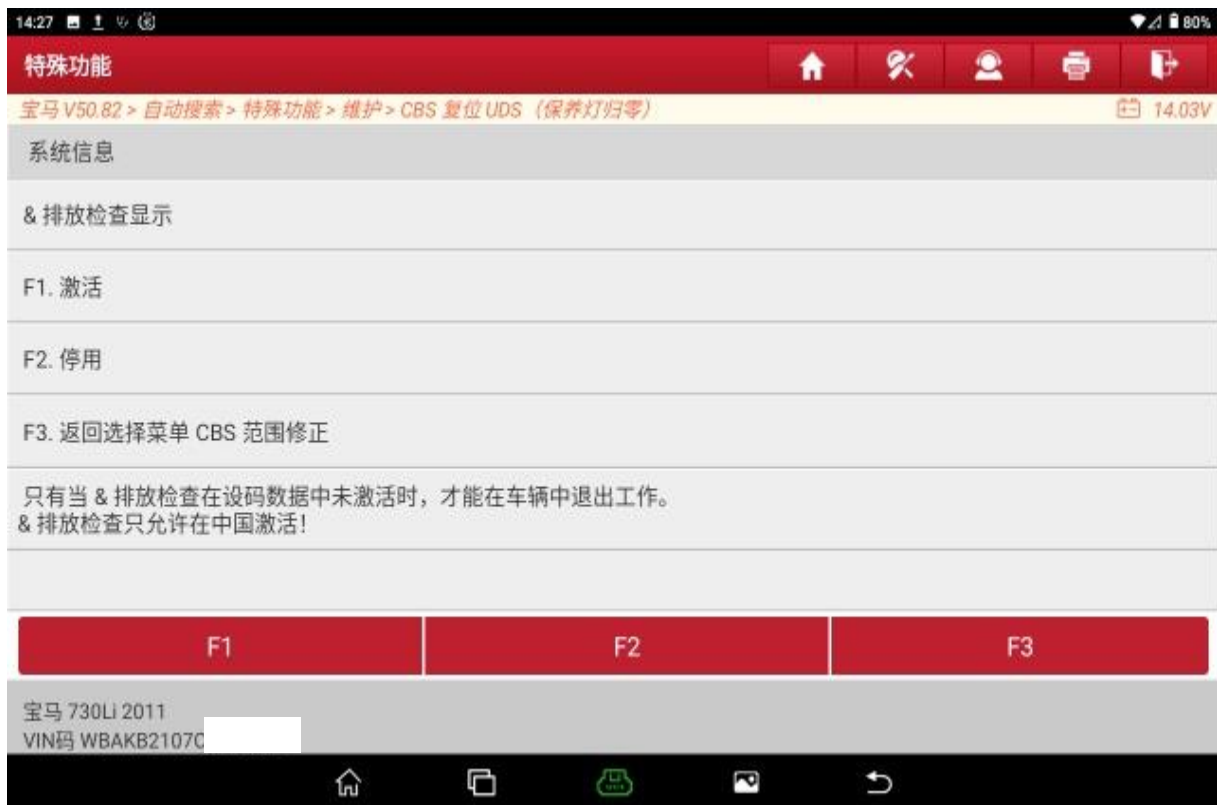 14:27
80%
特殊功能
宝马 V50.82 > 自动搜索 > 特殊功能 > 维护 > CBS 复位 UDS（保养灯归零）
14.03V
系统信息
& 排放检查显示
F1. 激活
F2. 停用
F3. 返回选择菜单 CBS 范围修正
只有当 & 排放检查在设码数据中未激活时，才能在车辆中退出工作。
& 排放检查只允许在中国激活！
F1
F2
F3
宝马 730Li 2011
VIN码 WBAKB2107C